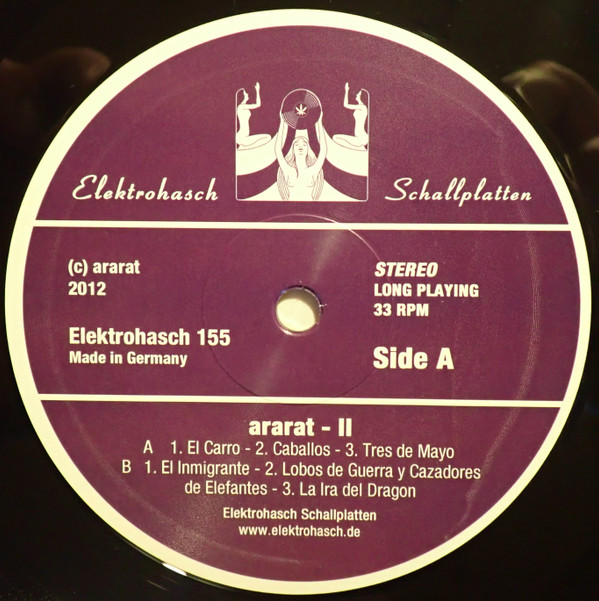 Elektrohasch Schallplatten
(c) ararat
2012
Elektrohasch 155
Made in Germany
STEREO
LONG PLAYING
33 RPM
Side A
ararat - II
A 1. El Carro - 2. Caballos - 3. Tres de Mayo
B 1. El Inmigrante - 2. Lobos de Guerra y Cazadores
de Elefantes - 3. La Ira del Dragon
Elektrohasch Schallplatten
www.elektrohasch.de